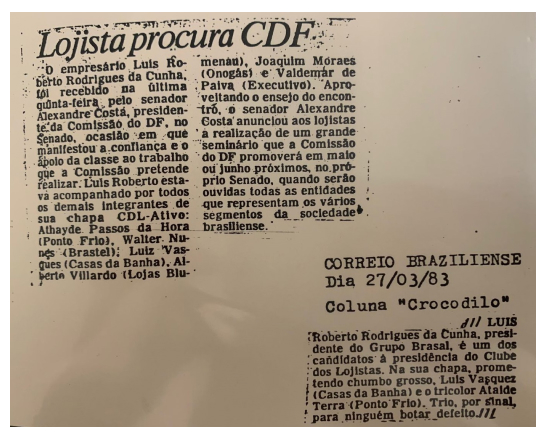 Lojista procura CDF
O empresário Luis Ro-
berto Rodrigues da Cunha,
foi recebido na última
quinta-feira pelo senador
Alexandre Costa, presiden-
te da Comissão do DF, no
Senado, ocasião em que
manifestou a confiança e o
apoio da classe ao trabalho
que a Comissão pretende
realizar. Luis Roberto esta-
va acompanhado por todos
os demais integrantes de
sua chapa CDL-Ativo:
Athayde Passos da Hora
(Ponto Frio), Walter Nu-
nes (Brastel), Luiz Vas-
ques (Casas da Banha), Al-
berto Villardo (Lojas Blu-
menau), Joaquim Moraes
(Onogás) e Valdemar de
Paiva (Executivo). Apro-
veitando o ensejo do encon-
tro, o senador Alexandre
Costa anunciou aos lojistas
a realização de um grande
seminário que a Comissão
do DF promoverá em maio
ou junho próximos, no pró-
prio Senado, quando serão
ouvidas todas as entidades
que representam os vários
segmentos da sociedade
brasiliense.
CORREIO BRAZILIENSE
Dia 27/03/83
Coluna "Crocodilo"
/// LUIS
Roberto Rodrigues da Cunha, presi-
dente do Grupo Brasal, é um dos
candidatos à presidência do Clube
dos Lojistas. Na sua chapa, prome-
tendo chumbo grosso, Luis Vasquez
(Casas da Banha) e o tricolor Ataíde
Terra (Ponto Frio). Trio, por sinal,
para ninguém botar defeito.///